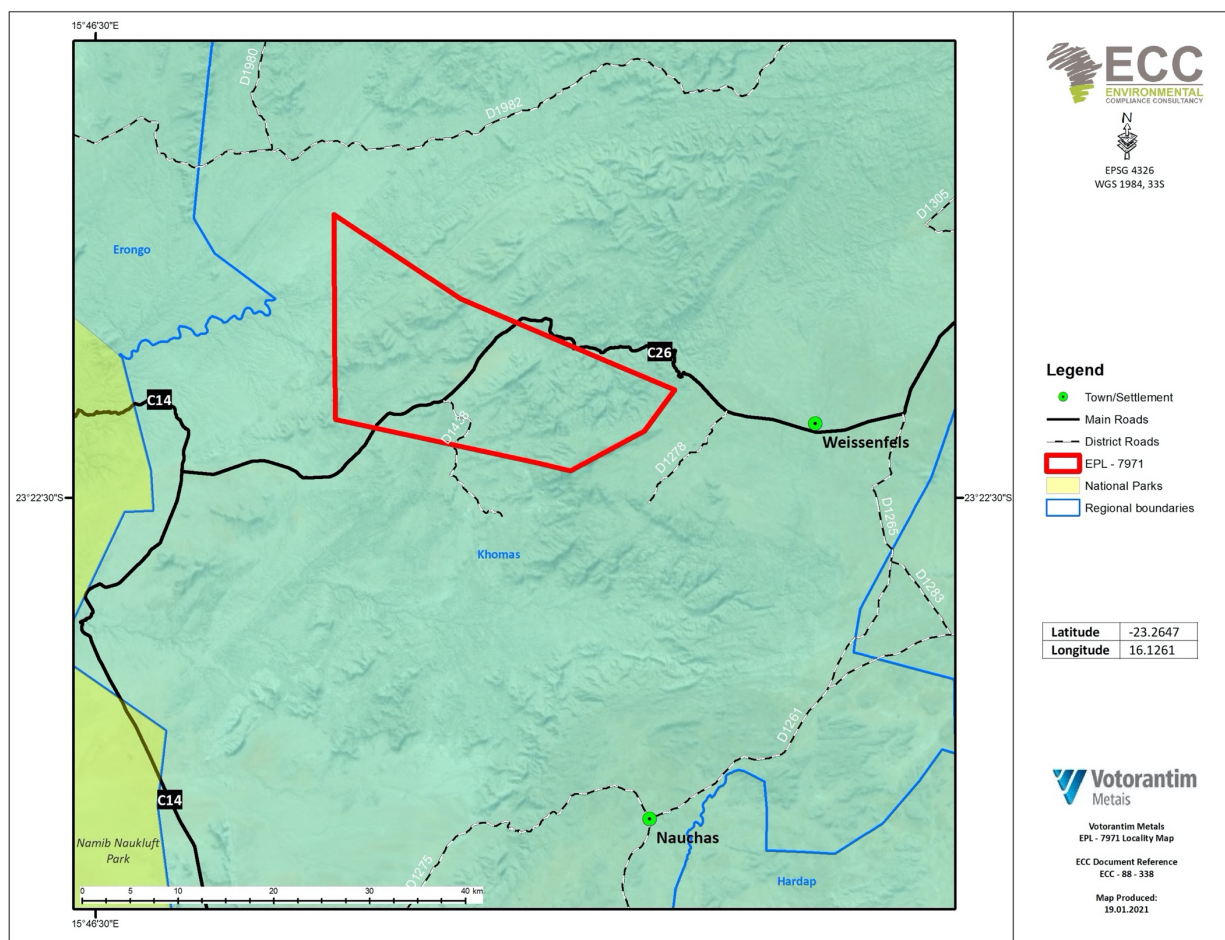 15°46'30"E
D1980
D1982
D1305
Erongo
C26
C14
Weissenfels
D1438
D1278
23°22'30"S
23°22'30"S
D1265
Khomas
D1283
D1261
C14
Nauchas
Namib Naukluft
Park
D1275
Hardap
0 5 10 20 30 40 km
15°46'30"E
ECC
ENVIRONMENTAL
COMPLIANCE CONSULTANCY
N
EPSG 4326
WGS 1984, 33S
Legend
Town/Settlement
Main Roads
District Roads
EPL - 7971
National Parks
Regional boundaries
Latitude -23.2647
Longitude 16.1261
Votorantim
Metais
Votorantim Metals
EPL - 7971 Locality Map
ECC Document Reference
ECC - 88 - 338
Map Produced:
19.01.2021